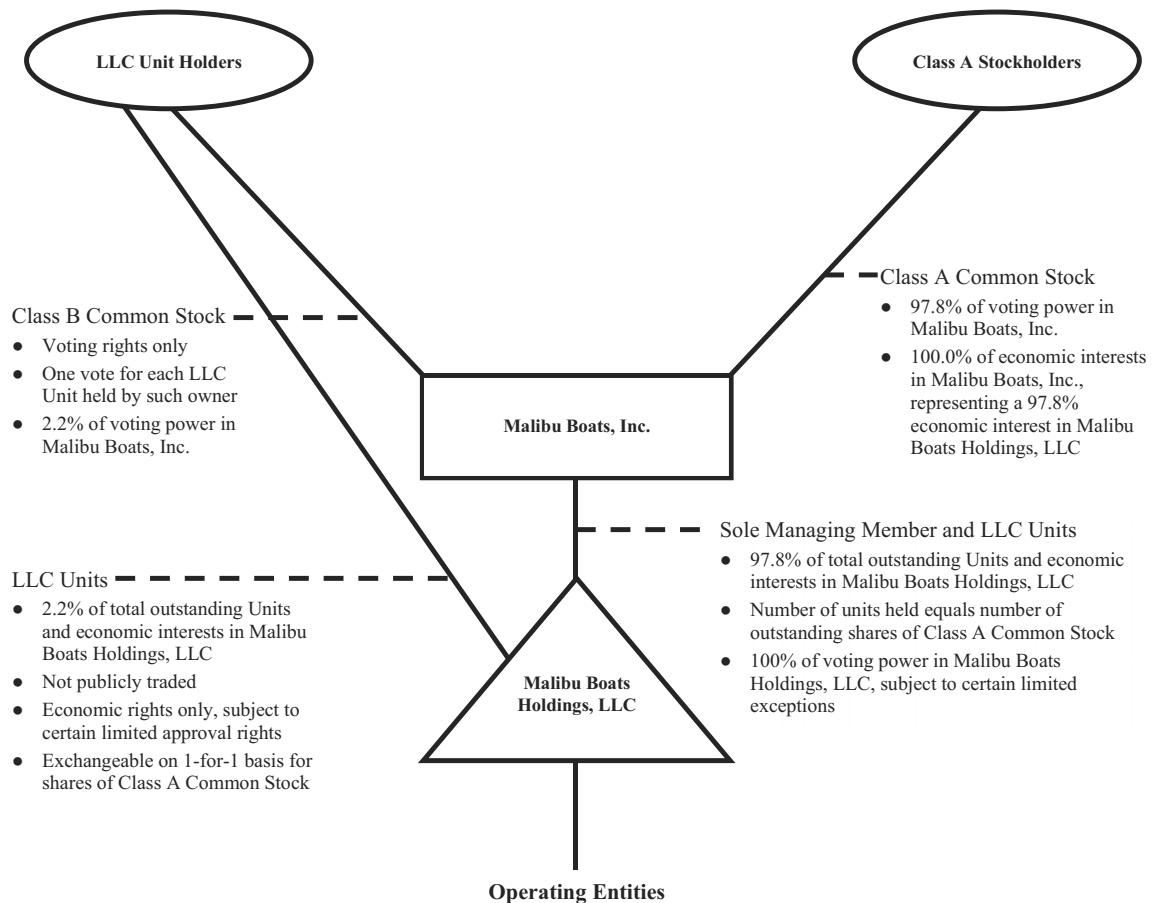 LLC Unit Holders
Class A Stockholders
Class A Common Stock
● 97.8% of voting power in
Malibu Boats, Inc.
● 100.0% of economic interests
in Malibu Boats, Inc.,
representing a 97.8%
economic interest in Malibu
Boats Holdings, LLC
Class B Common Stock
● Voting rights only
● One vote for each LLC
Unit held by such owner
● 2.2% of voting power in
Malibu Boats, Inc.
Malibu Boats, Inc.
Sole Managing Member and LLC Units
● 97.8% of total outstanding Units and economic
interests in Malibu Boats Holdings, LLC
● Number of units held equals number of
outstanding shares of Class A Common Stock
● 100% of voting power in Malibu Boats
Holdings, LLC, subject to certain limited
exceptions
LLC Units
● 2.2% of total outstanding Units
and economic interests in Malibu
Boats Holdings, LLC
● Not publicly traded
● Economic rights only, subject to
certain limited approval rights
● Exchangeable on 1-for-1 basis for
shares of Class A Common Stock
Malibu Boats
Holdings, LLC
Operating Entities